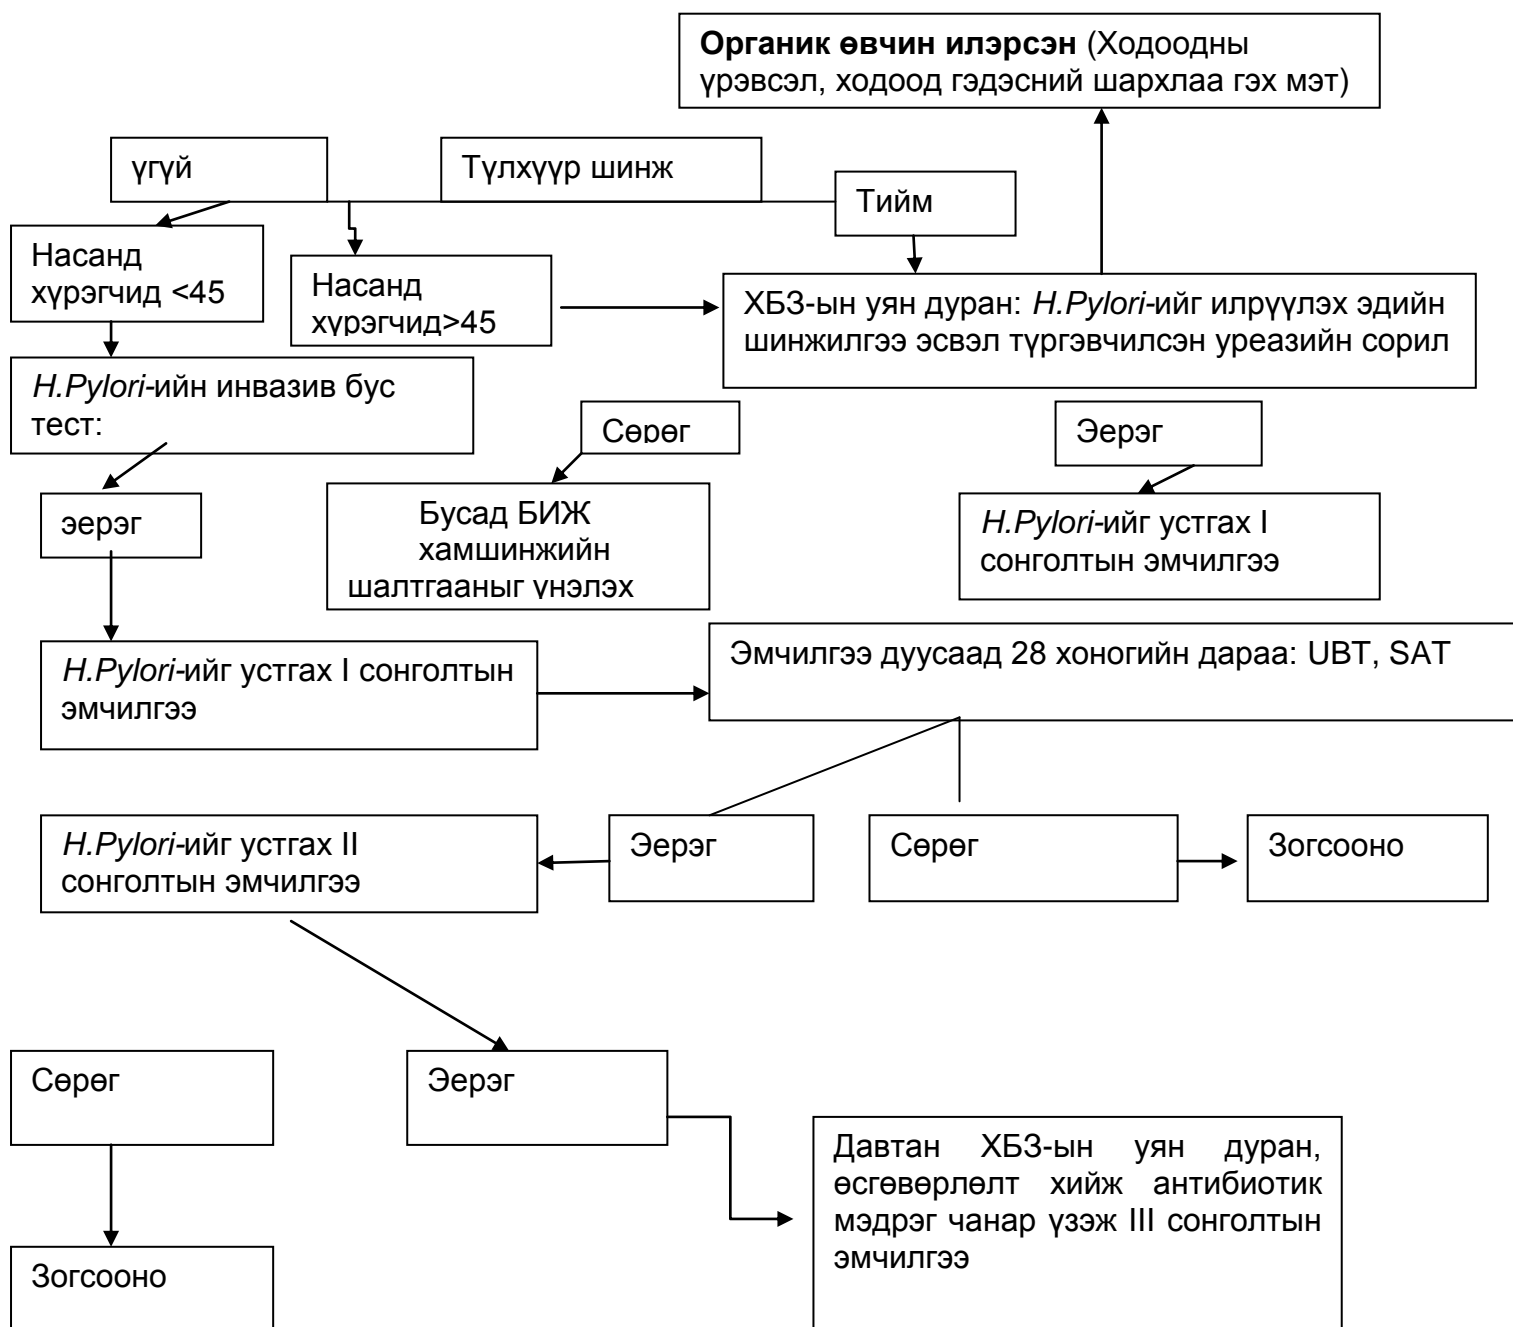 Органик өвчин илэрсэн (Ходоодны
үрэвсэл, ходоод гэдэсний шархлаа гэх мэт)
үгүй
Түлхүүр шинж
Тийм
Насанд
хүрэгчид <45
Насанд
хүрэгчид>45
ХБЗ-ын уян дуран: H.Pylori-ийг илрүүлэх эдийн
шинжилгээ эсвэл түргэвчилсэн уреазийн сорил
H.Pylori-ийн инвазив бус
тест:
Сөрөг
Эерэг
эерэг
Бусад БИЖ
хамшинжийн
шалтгааныг үнэлэх
H.Pylori-ийг устгах I
сонголтын эмчилгээ
H.Pylori-ийг устгах I сонголтын
эмчилгээ
Эмчилгээ дуусаад 28 хоногийн дараа: UBT, SAT
H.Pylori-ийг устгах II
сонголтын эмчилгээ
Эерэг
Сөрөг
Зогсооно
Сөрөг
Эерэг
Давтан ХБЗ-ын уян дуран,
өсгөвөрлөлт хийж антибиотик
мэдрэг чанар үзэж III сонголтын
эмчилгээ
Зогсооно